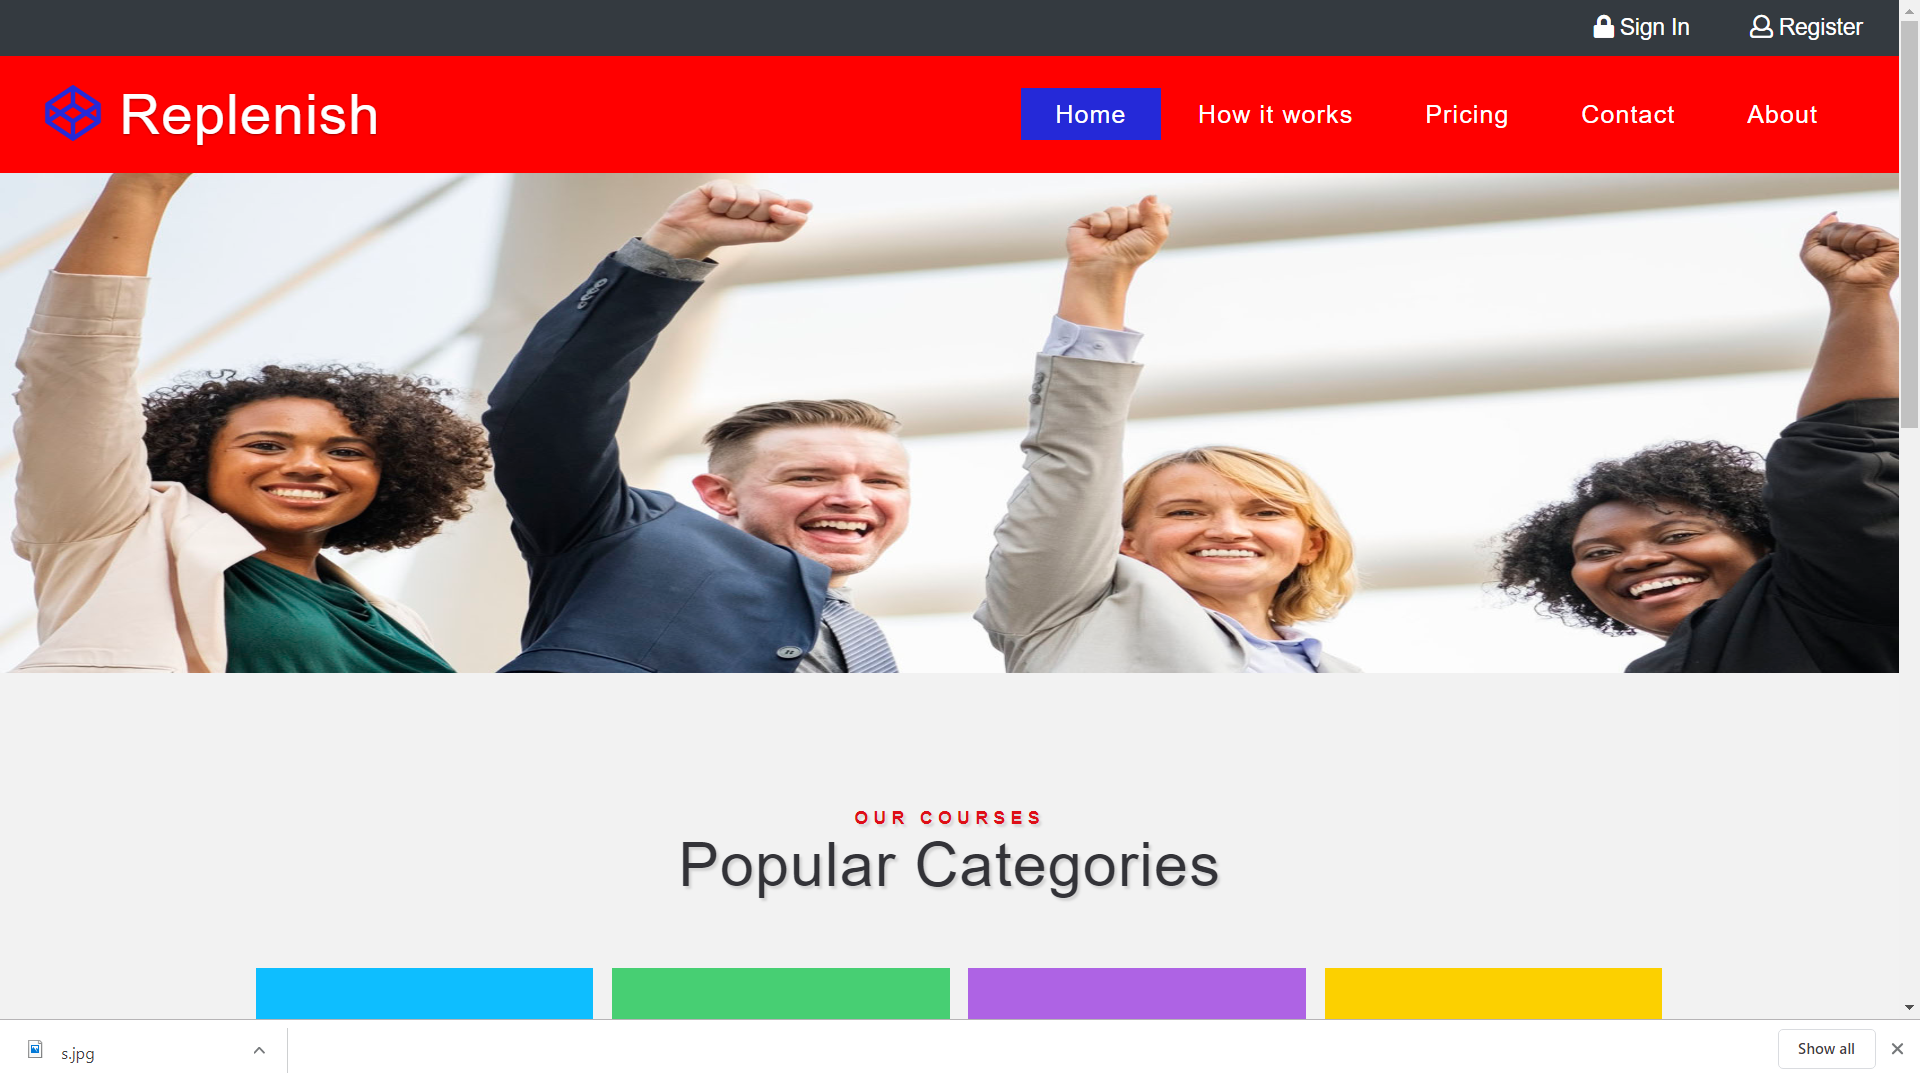 Sign In Register
Replenish Home How it works Pricing Contact About
OUR COURSES
Popular Categories
s.jpg Show all